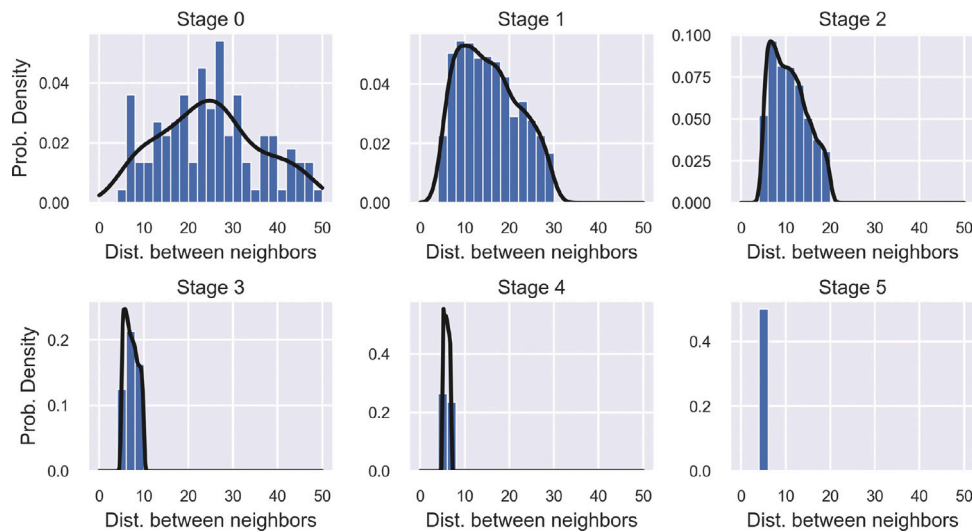 Stage 0
Stage 1
Stage 2
Prob. Density
0.04
0.02
0.00
0 10 20 30 40 50
Dist. between neighbors
0.04
0.02
0.00
0 10 20 30 40 50
Dist. between neighbors
0.100
0.075
0.050
0.025
0.000
0 10 20 30 40 50
Dist. between neighbors
Stage 3
Stage 4
Stage 5
Prob. Density
0.2
0.1
0.0
0 10 20 30 40 50
Dist. between neighbors
0.4
0.2
0.0
0 10 20 30 40 50
Dist. between neighbors
0.4
0.2
0.0
0 10 20 30 40 50
Dist. between neighbors